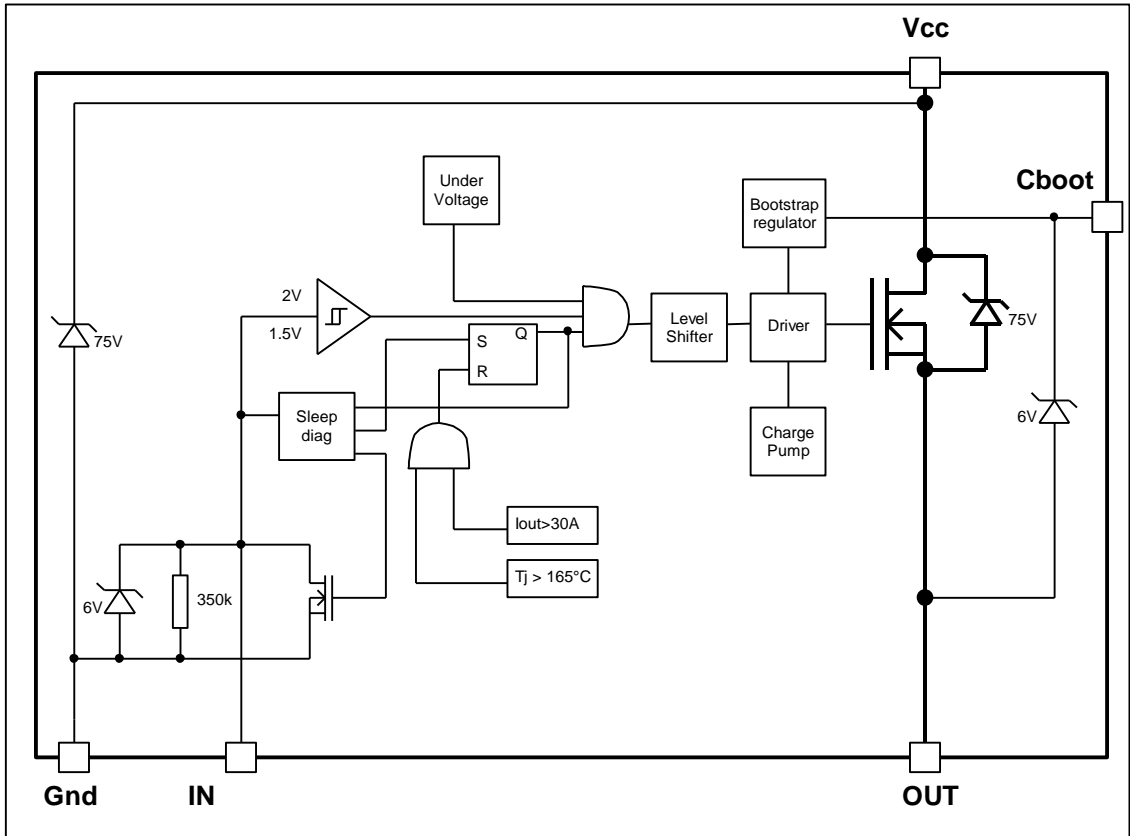 Vcc
Cboot
Under
Voltage
Bootstrap
regulator
2V
1.5V
75V
S
Q
R
Level
Shifter
Driver
75V
Sleep
diag
Charge
Pump
6V
Iout>30A
Tj > 165°C
6V
350k
Gnd
IN
OUT